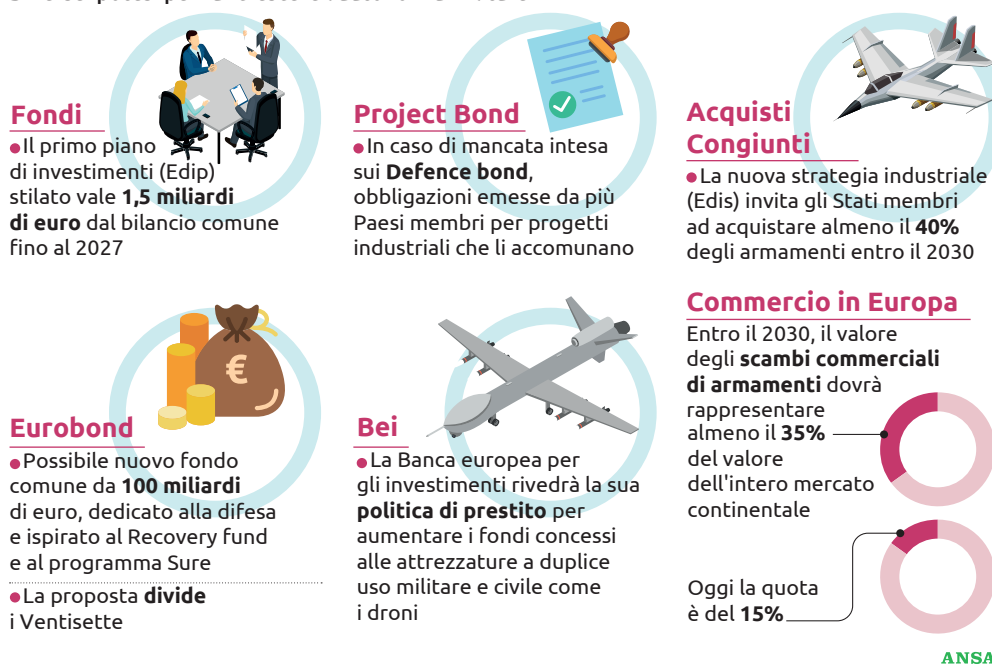 Fondi
•Il primo piano
di investimenti (Edip)
stilato vale 1,5 miliardi
di euro dal bilancio comune
fino al 2027
Project Bond
•In caso di mancata intesa
sui Defence bond,
obbligazioni emesse da più
Paesi membri per progetti
industriali che li accomunano
Acquisti
Congiunti
•La nuova strategia industriale
(Edis) invita gli Stati membri
ad acquistare almeno il 40%
degli armamenti entro il 2030
Eurobond
•Possibile nuovo fondo
comune da 100 miliardi
di euro, dedicato alla difesa
e ispirato al Recovery fund
e al programma Sure
•La proposta divide
i Ventisette
€
Bei
•La Banca europea per
gli investimenti rivedrà la sua
politica di prestito per
aumentare i fondi concessi
alle attrezzature a duplice
uso militare e civile come
i droni
Commercio in Europa
Entro il 2030, il valore
degli scambi commerciali
di armamenti dovrà
rappresentare
almeno il 35%
del valore
dell'intero mercato
continentale
Oggi la quota
è del 15%
ANSA